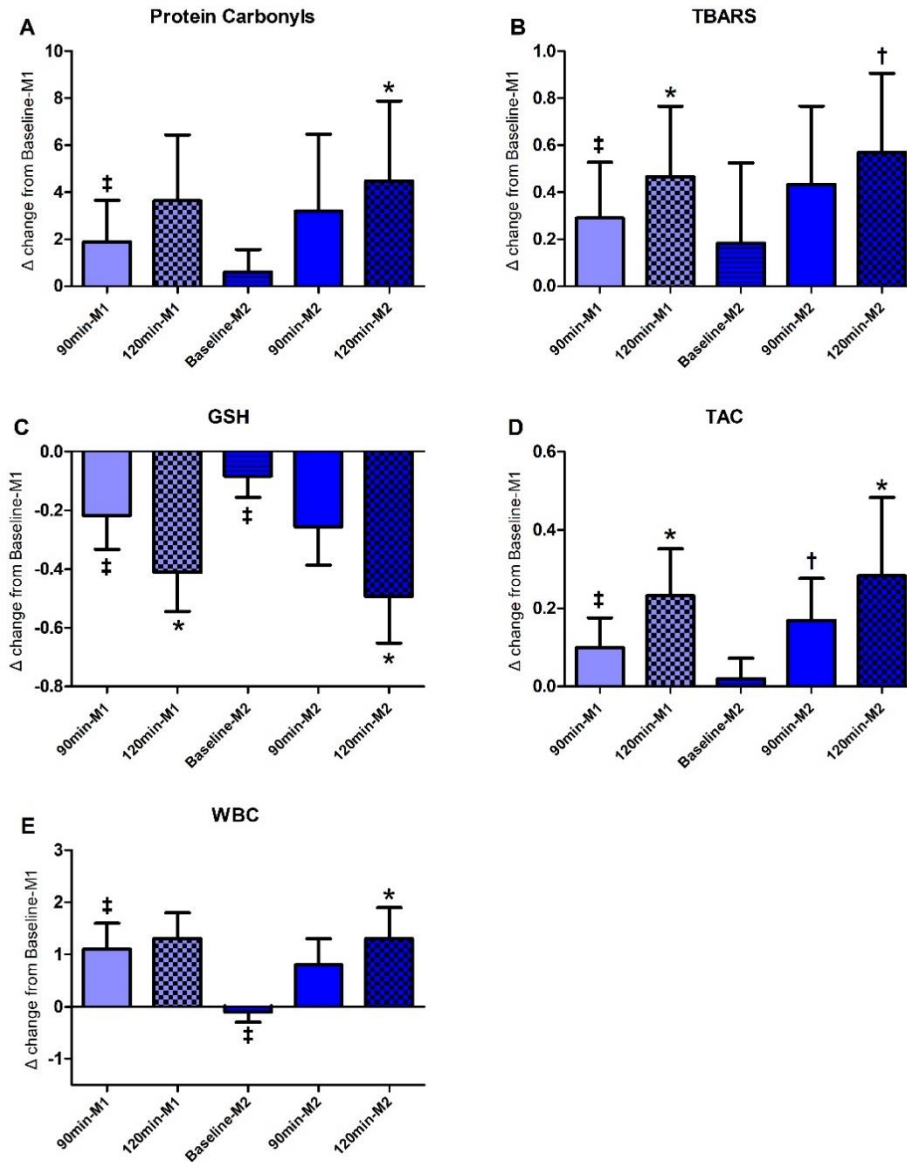 A
Protein Carbonyls
Δ change from Baseline-M1
10
8
6
4
2
0
‡
*
90min-M1
120min-M1
Baseline-M2
90min-M2
120min-M2
B
TBARS
Δ change from Baseline-M1
1.0
0.8
0.6
0.4
0.2
0.0
‡
*
†
90min-M1
120min-M1
Baseline-M2
90min-M2
120min-M2
C
GSH
Δ change from Baseline-M1
0.0
-0.2
-0.4
-0.6
-0.8
‡
*
‡
*
90min-M1
120min-M1
Baseline-M2
90min-M2
120min-M2
D
TAC
Δ change from Baseline-M1
0.6
0.4
0.2
0.0
‡
*
†
*
90min-M1
120min-M1
Baseline-M2
90min-M2
120min-M2
E
WBC
Δ change from Baseline-M1
3
2
1
0
-1
‡
‡
*
90min-M1
120min-M1
Baseline-M2
90min-M2
120min-M2